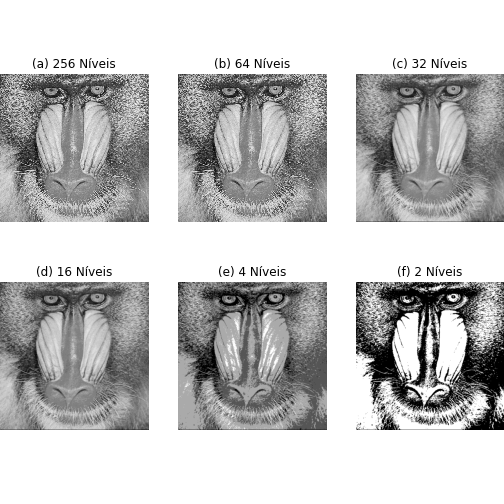 (a) 256 Níveis
(b) 64 Níveis
(c) 32 Níveis
(d) 16 Níveis
(e) 4 Níveis
(f) 2 Níveis